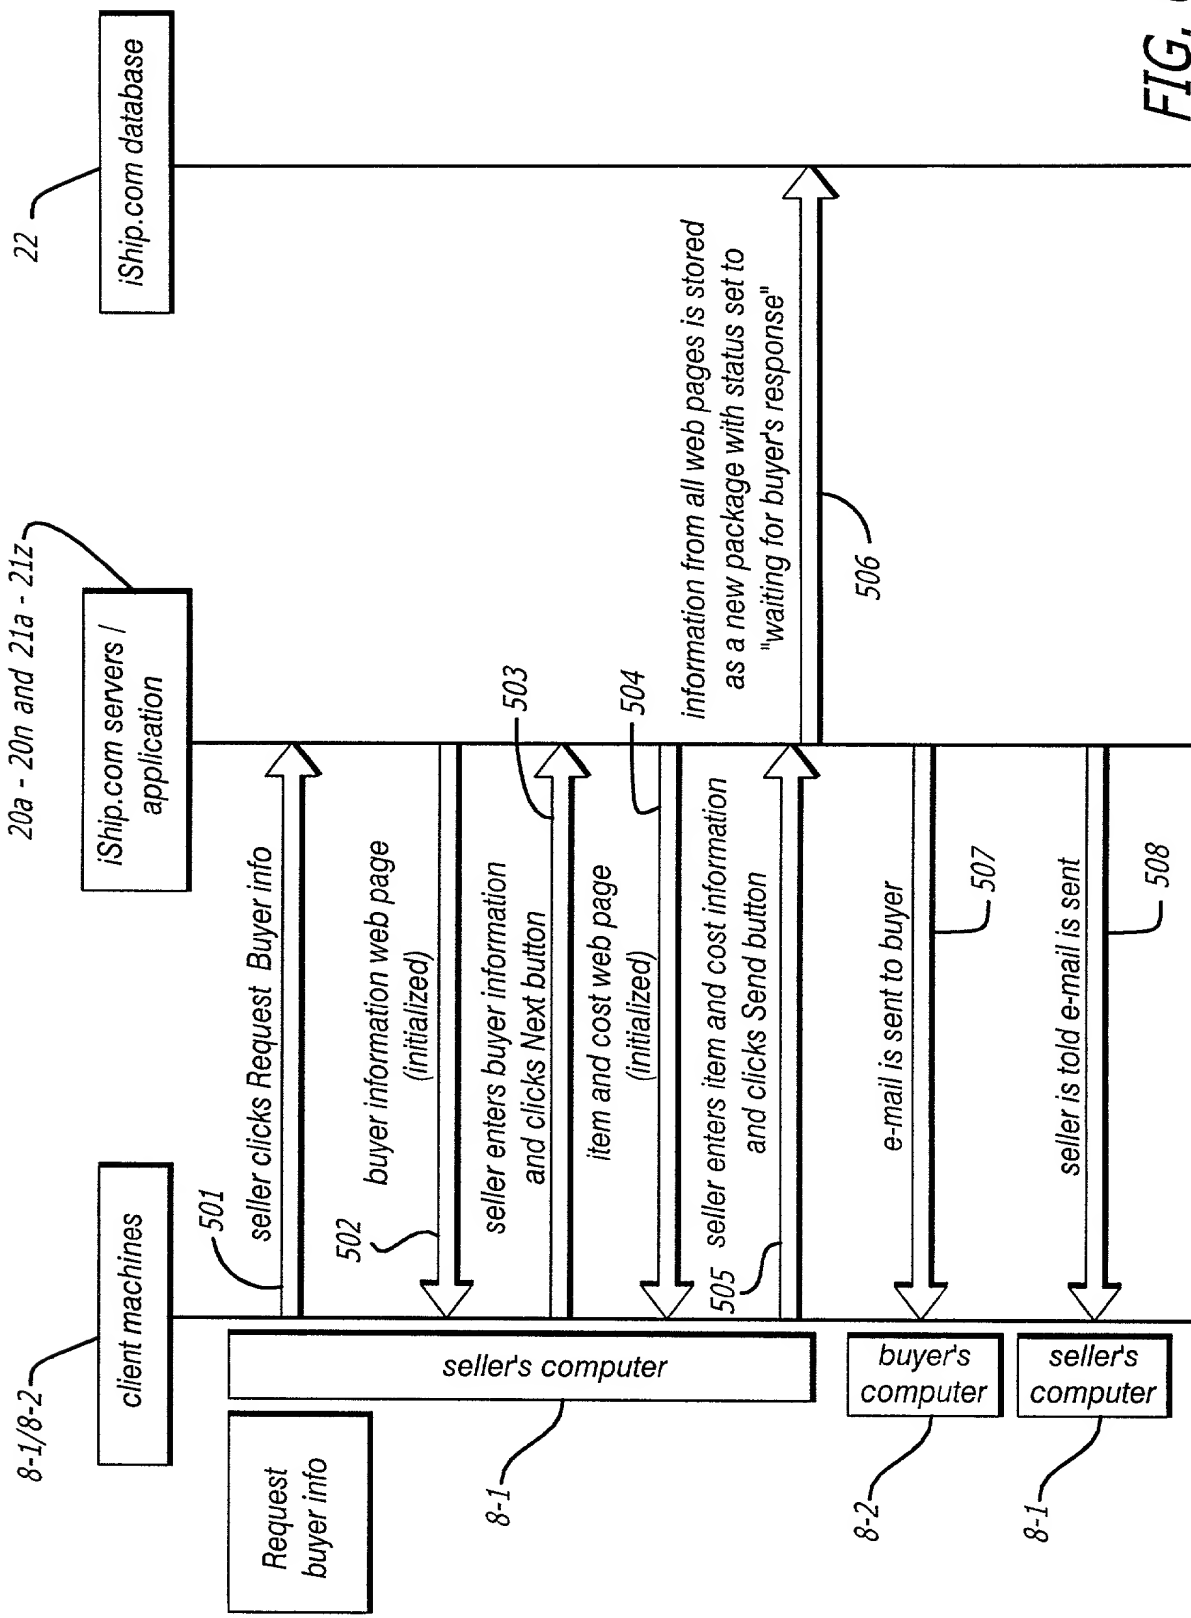 8-1/8-2
client machines
20a - 20n and 21a - 21z
iShip.com servers /
application
22
iShip.com database
Request
buyer info
seller's computer
8-1
501
seller clicks Request Buyer info
buyer information web page
(initialized)
502
seller enters buyer information
and clicks Next button
503
item and cost web page
(initialized)
504
seller enters item and cost information
and clicks Send button
505
information from all web pages is stored
as a new package with status set to
"waiting for buyer's response"
506
buyer's
computer
8-2
e-mail is sent to buyer
507
seller's
computer
8-1
seller is told e-mail is sent
508
FIG.